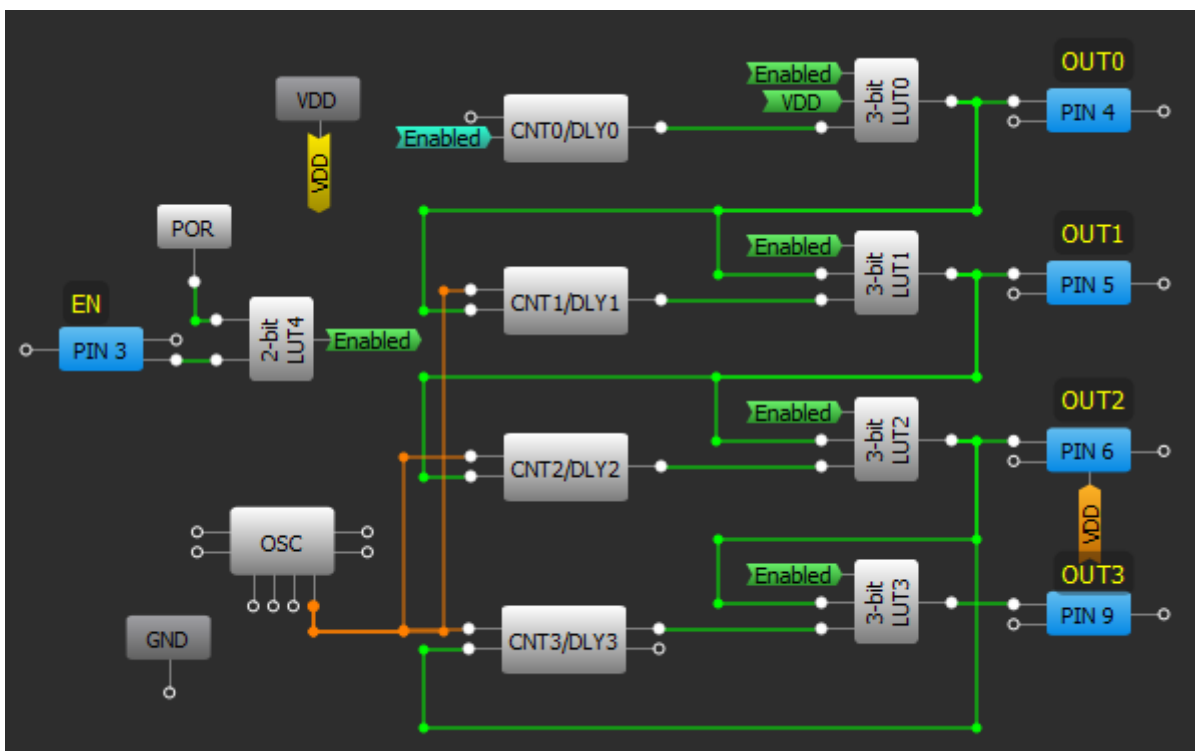 Enabled
VDD
3-bit
LUT0
OUT0
PIN 4
VDD
VDD
Enabled
CNT0/DLY0
POR
EN
PIN 3
2-bit
LUT4
Enabled
Enabled
3-bit
LUT1
OUT1
PIN 5
CNT1/DLY1
Enabled
3-bit
LUT2
OUT2
PIN 6
CNT2/DLY2
VDD
OSC
Enabled
3-bit
LUT3
OUT3
PIN 9
CNT3/DLY3
GND